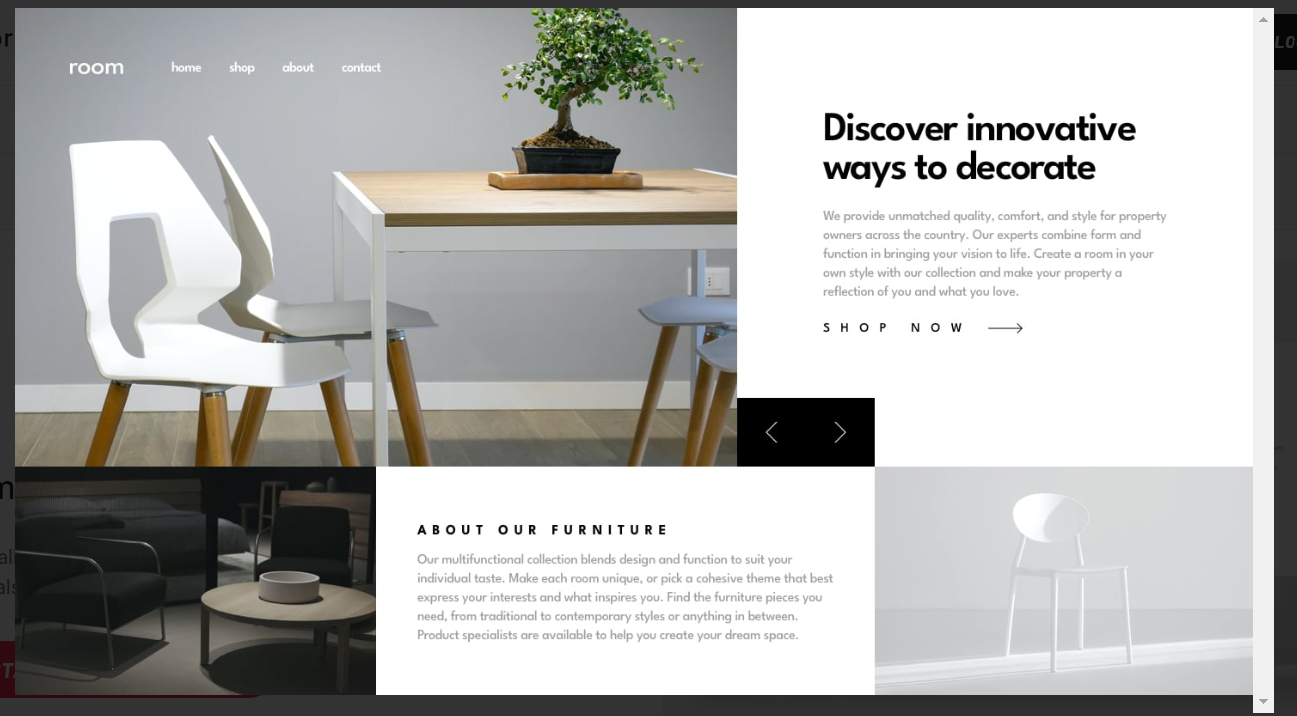 room
home shop about contact
Discover innovative
ways to decorate
We provide unmatched quality, comfort, and style for property
owners across the country. Our experts combine form and
function in bringing your vision to life. Create a room in your
own style with our collection and make your property a
reflection of you and what you love.
SHOP NOW
ABOUT OUR FURNITURE
Our multifunctional collection blends design and function to suit your
individual taste. Make each room unique, or pick a cohesive theme that best
express your interests and what inspires you. Find the furniture pieces you
need, from traditional to contemporary styles or anything in between.
Product specialists are available to help you create your dream space.